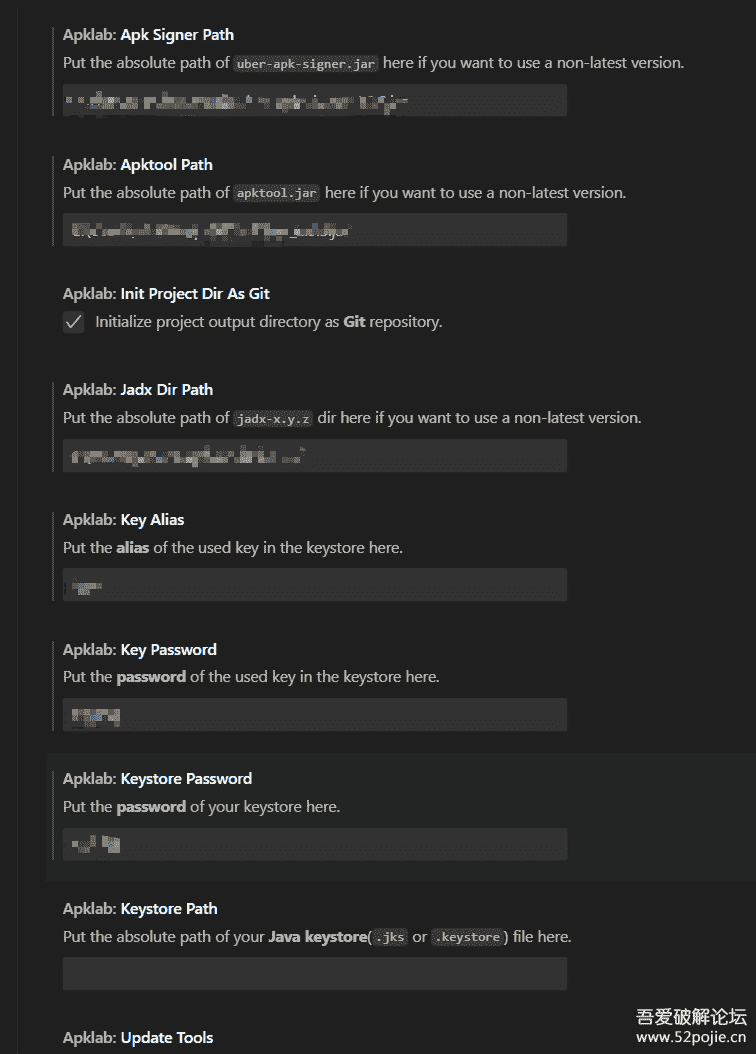 Apklab: Apk Signer Path
Put the absolute path of uber-apk-signer.jar here if you want to use a non-latest version.
Apklab: Apktool Path
Put the absolute path of apktool.jar here if you want to use a non-latest version.
Apklab: Init Project Dir As Git
Initialize project output directory as Git repository.
Apklab: Jadx Dir Path
Put the absolute path of jadx-x.y.z dir here if you want to use a non-latest version.
Apklab: Key Alias
Put the alias of the used key in the keystore here.
Apklab: Key Password
Put the password of the used key in the keystore here.
Apklab: Keystore Password
Put the password of your keystore here.
Apklab: Keystore Path
Put the absolute path of your Java keystore(.jks or .keystore) file here.
Apklab: Update Tools
吾爱破解论坛
www.52pojie.cn